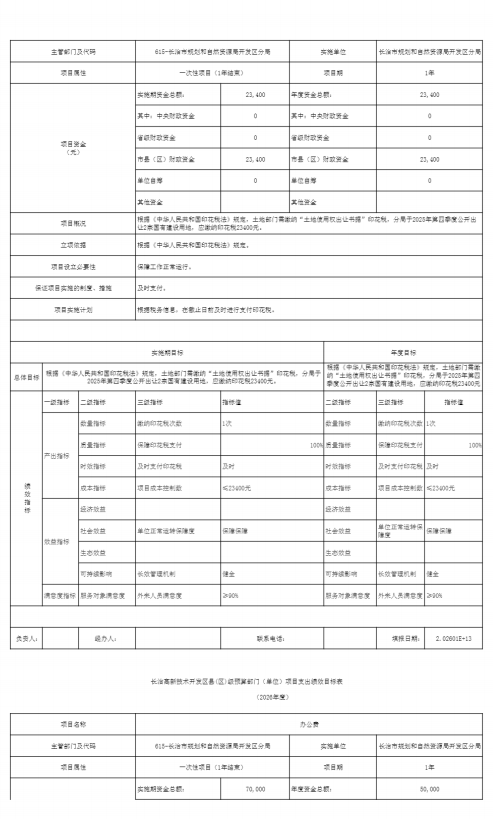 主管部门及代码 615-长治市规划和自然资源局开发区分局 实施单位 长治市规划和自然资源局开发区分局
项目属性 一次性项目（1年结束） 项目期 1年
项目资金
（元）
实施期资金总额： 23,400 年度资金总额： 23,400
其中：中央财政资金 0 其中：中央财政资金 0
省级财政资金 0 省级财政资金 0
市县（区）财政资金 23,400 市县（区）财政资金 23,400
单位自筹 0 单位自筹 0
其他资金 其他资金
项目概况 根据《中华人民共和国印花税法》规定，土地部门需缴纳“土地使用权出让书据”印花税，分局于2025年第四季度公开出
让2宗国有建设用地，应缴纳印花税23400元。
立项依据 根据《中华人民共和国印花税法》规定。
项目设立必要性 保障工作正常运行。
保证项目实施的制度、措施 及时支付。
项目实施计划 根据税务信息，在截止日前及时进行支付印花税。
实施期目标 年度目标
总体目标 根据《中华人民共和国印花税法》规定，土地部门需缴纳“土地使用权出让书据”印花税，分局于
2025年第四季度公开出让2宗国有建设用地，应缴纳印花税23400元。
根据《中华人民共和国印花税法》规定，土地部门需缴
纳“土地使用权出让书据”印花税，分局于2025年第四
季度公开出让2宗国有建设用地，应缴纳印花税23400元
绩
效
指
标
一级指标 二级指标 三级指标 指标值 二级指标 三级指标 指标值
产出指标
数量指标 缴纳印花税次数 1次 数量指标 缴纳印花税次数 1次
质量指标 保障印花税支付 100% 质量指标 保障印花税支付 100%
时效指标 及时支付印花税 及时 时效指标 及时支付印花税 及时
成本指标 项目成本控制数 ≤23400元 成本指标 项目成本控制数 ≤23400元
效益指标
经济效益 经济效益
社会效益 单位正常运转保障度 保障保障 社会效益 单位正常运转保
障度 保障保障
生态效益 生态效益
可持续影响 长效管理机制 健全 可持续影响 长效管理机制 健全
满意度指标 服务对象满意度 外来人员满意度 ≥90% 服务对象满意度 外来人员满意度 ≥90%
负责人： 经办人： 联系电话： 填报日期： 2.02601E+13
长治高新技术开发区县(区)级预算部门（单位）项目支出绩效目标表
（2026年度）
项目名称 办公费
主管部门及代码 615-长治市规划和自然资源局开发区分局 实施单位 长治市规划和自然资源局开发区分局
项目属性 一次性项目（1年结束） 项目期 1年
实施期资金总额： 70,000 年度资金总额： 80,000